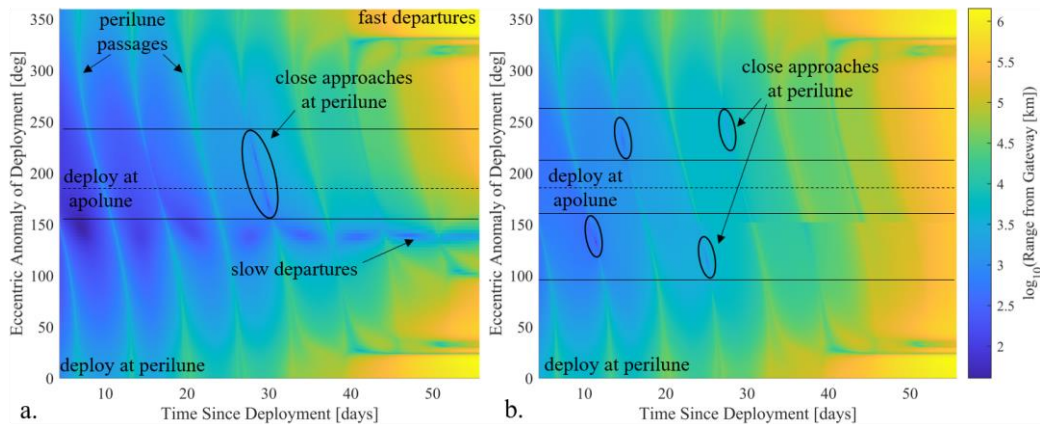 360
350
300
250
200
150
100
50
0
Eccentric Anomaly of Deployment [deg]
perilune
passages
fast departures
close approaches
at perilune
deploy at
apolune
slow departures
deploy at perilune
10
20
30
40
50
Time Since Deployment [days]
a.
350
300
250
200
150
100
50
0
Eccentric Anomaly of Deployment [deg]
close approaches
at perilune
deploy at
apolune
10
20
30
40
50
Time Since Deployment [days]
b.
6
5.5
5
4.5
4
3.5
3
2.5
2
log10(Range from Gateway [km])